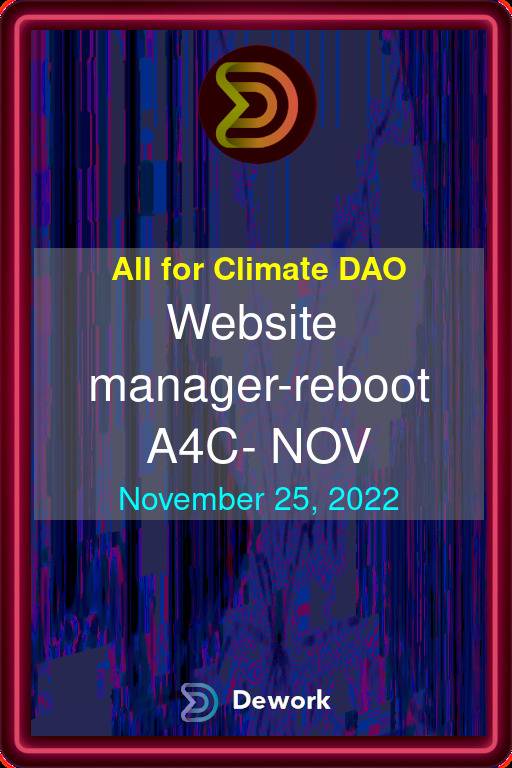 All for Climate DAO
Website
manager-reboot
A4C- NOV
November 25, 2022
Dework